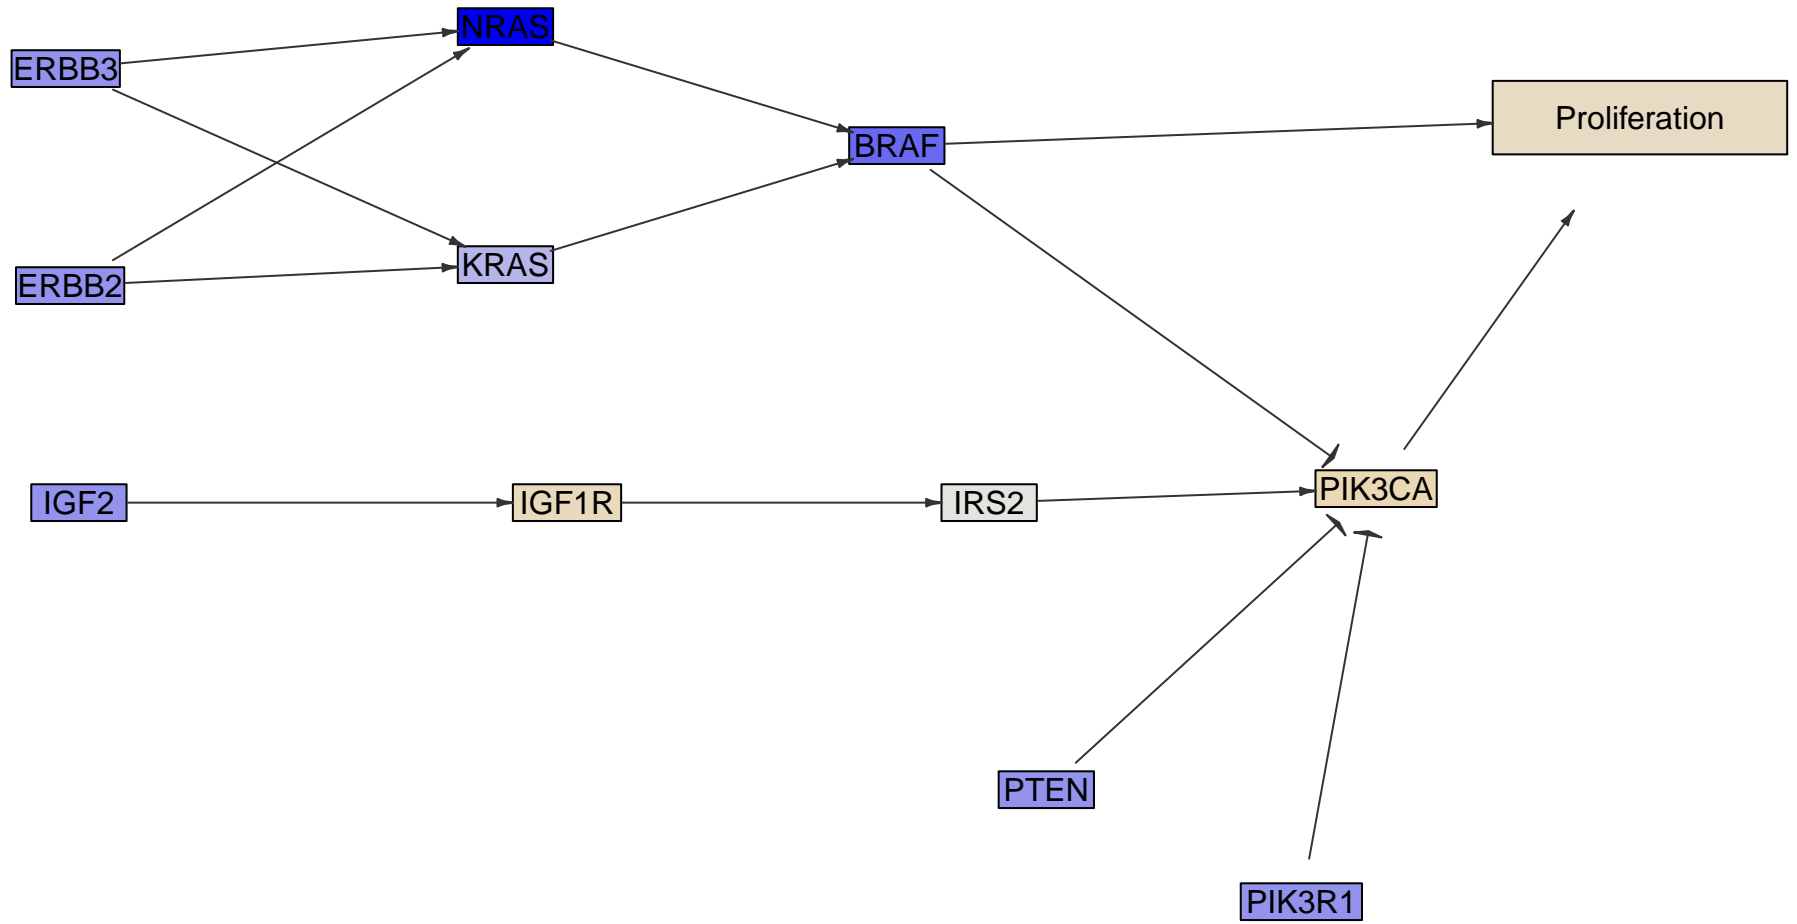 NRAS
ERBB3
Proliferation
BRAF
KRAS
ERBB2
IGF2
IGF1R
IRS2
PIK3CA
PTEN
PIK3R1